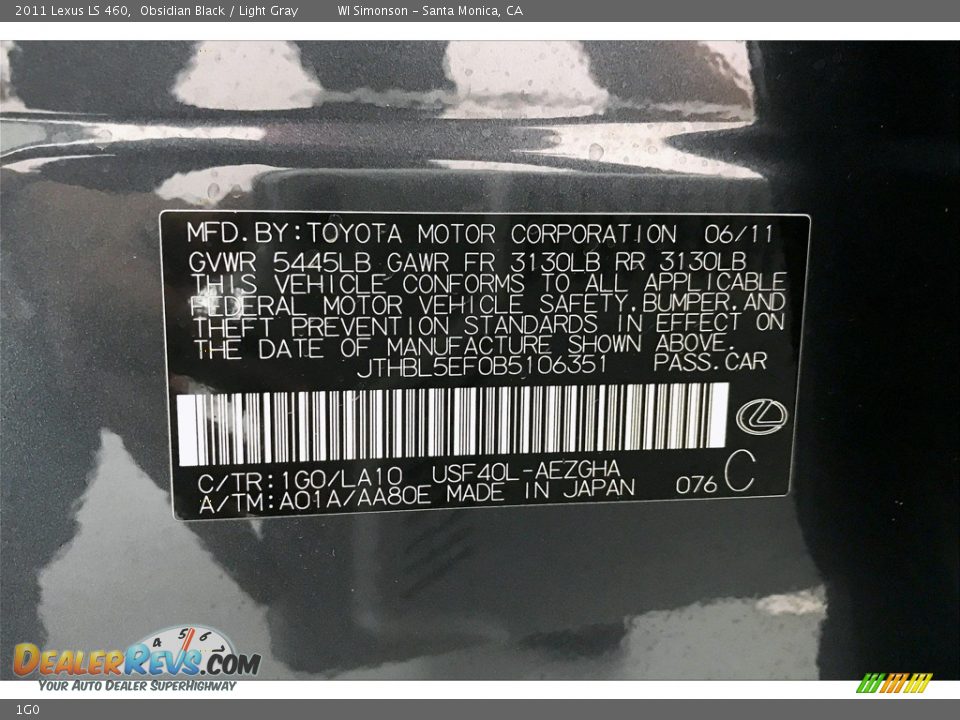 2011 Lexus LS 460, Obsidian Black / Light Gray WI Simonson - Santa Monica, CA
MFD.BY:TOYOTA MOTOR CORPORATION 06/11
GVWR 5445LB GAWR FR 3130LB RR 3130LB
THIS VEHICLE CONFORMS TO ALL APPLICABLE
FEDERAL MOTOR VEHICLE SAFETY,BUMPER,AND
THEFT PREVENTION STANDARDS IN EFFECT ON
THE DATE OF MANUFACTURE SHOWN ABOVE.
JTHBL5EF0B5106351 PASS.CAR
C/TR:1G0/LA10 USF40L-AEZGHA
A/TM:A01A/AA80E MADE IN JAPAN 076 C
4 5 6
DEALERREVS.COM
YOUR AUTO DEALER SUPERHIGHWAY
1G0